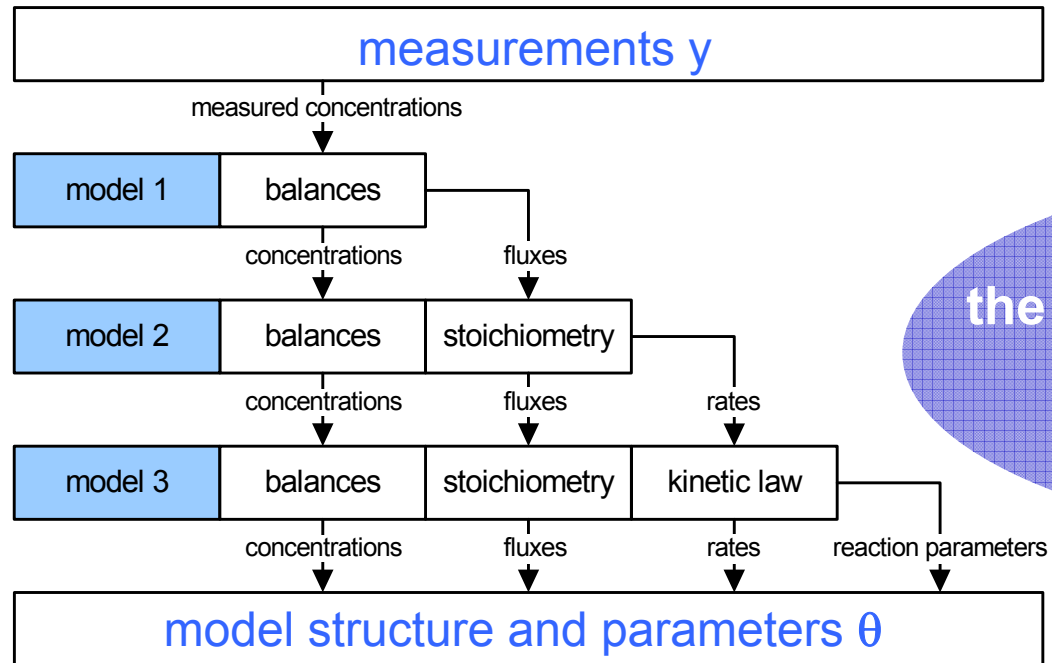 measurements y
measured concentrations
model 1 balances
concentrations fluxes
the
model 2 balances stoichiometry
concentrations fluxes rates
model 3 balances stoichiometry kinetic law
concentrations fluxes rates reaction parameters
model structure and parameters θ